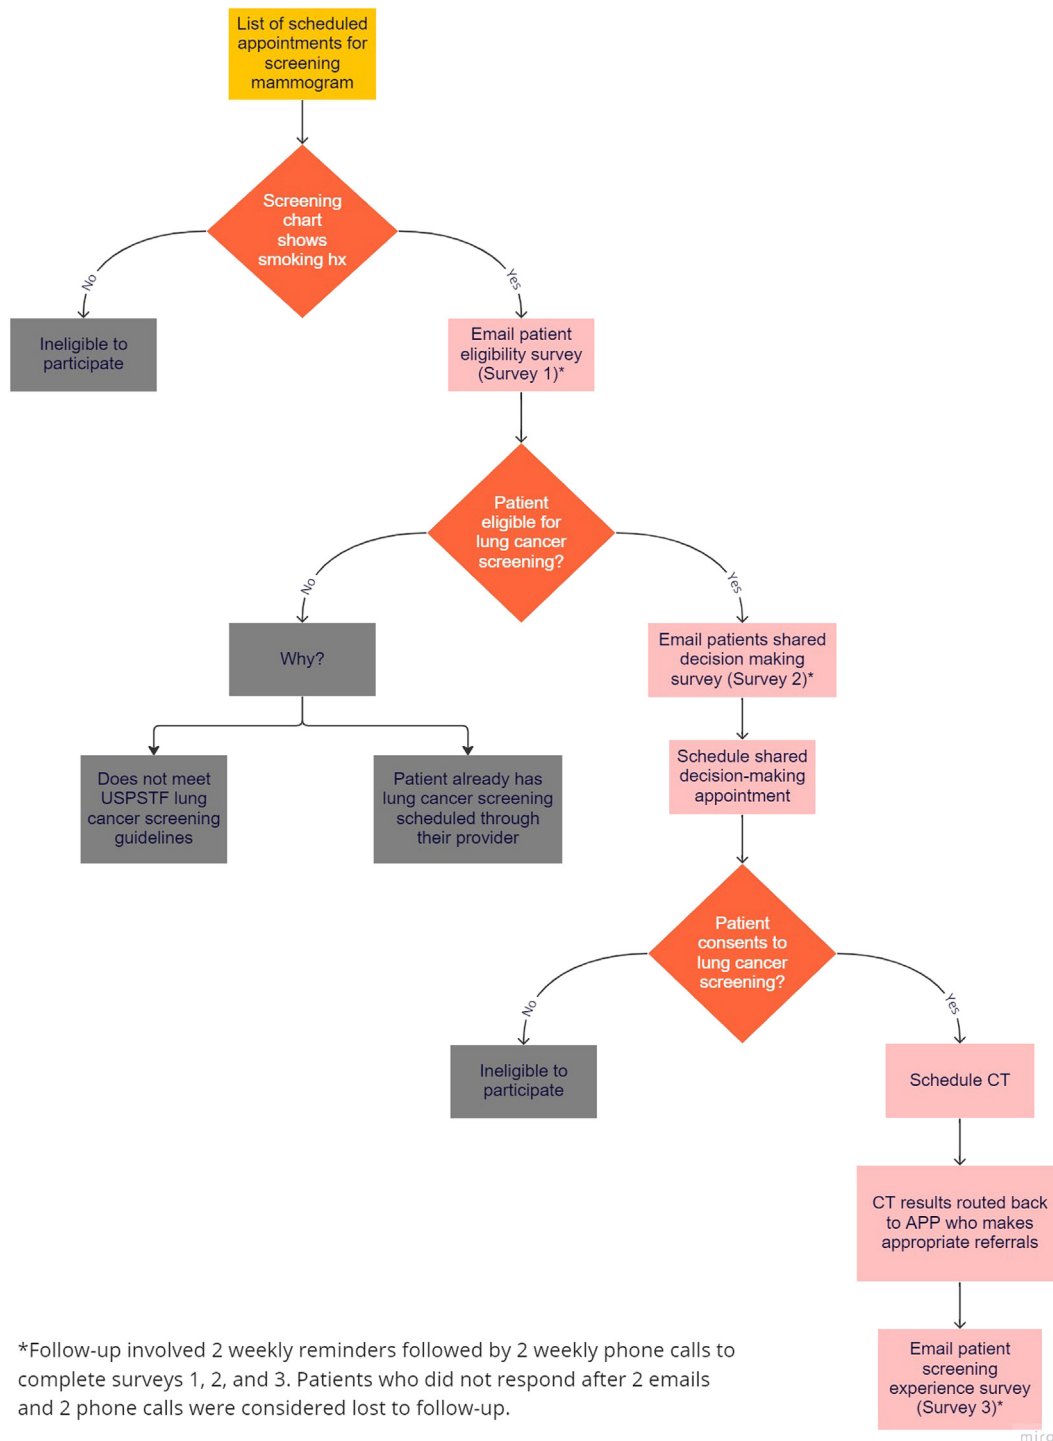 List of scheduled
appointments for
screening
mammogram
Screening
chart
shows
smoking hx
No
Yes
Ineligible to
participate
Email patient
eligibility survey
(Survey 1)*
Patient
eligible for
lung cancer
screening?
No
Yes
Why?
Email patients shared
decision making
survey (Survey 2)*
Does not meet
USPSTF lung
cancer screening
guidelines
Patient already has
lung cancer screening
scheduled through
their provider
Schedule shared
decision-making
appointment
Patient
consents to
lung cancer
screening?
No
Yes
Ineligible to
participate
Schedule CT
CT results routed back
to APP who makes
appropriate referrals
Email patient
screening
experience survey
(Survey 3)*
*Follow-up involved 2 weekly reminders followed by 2 weekly phone calls to
complete surveys 1, 2, and 3. Patients who did not respond after 2 emails
and 2 phone calls were considered lost to follow-up.